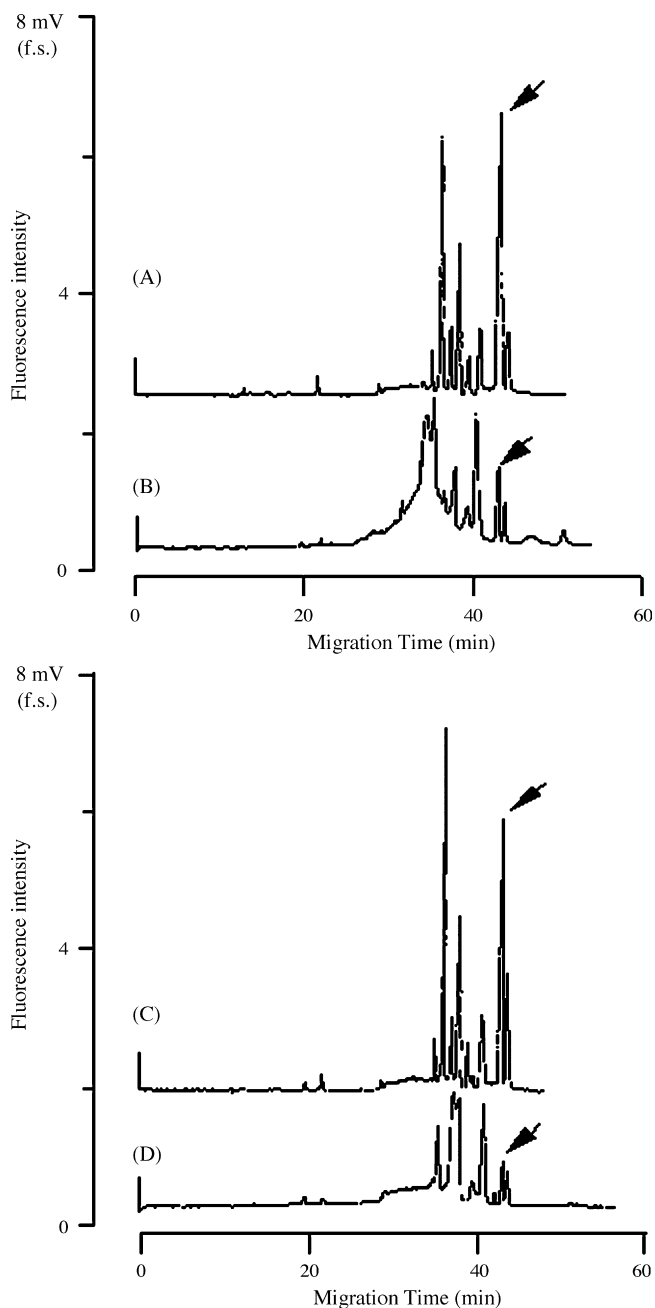 8 mV
(f.s.)
Fluorescence intensity
(A)
4
(B)
0
0 20 40 60
Migration Time (min)
8 mV
(f.s.)
Fluorescence intensity
4
(C)
(D)
0
0 20 40 60
Migration Time (min)